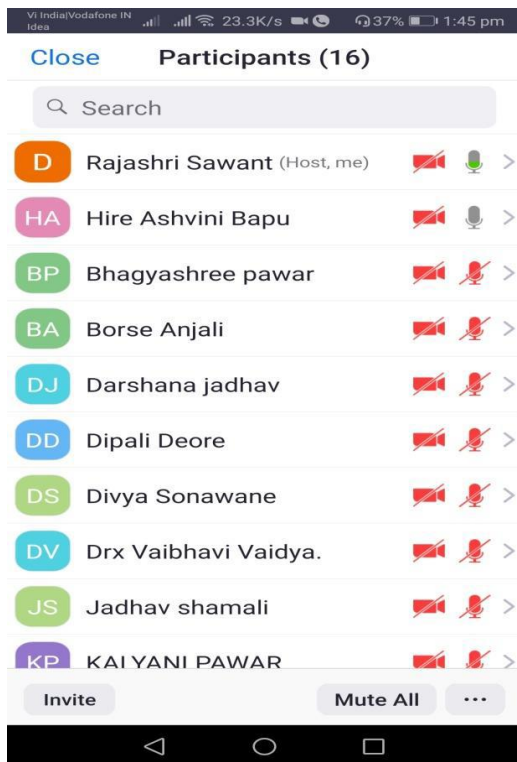 Vi India|Vodafone IN 23.3K/s 37% 1:45 pm
Idea
Close Participants (16)
Search
D Rajashri Sawant (Host, me)
HA Hire Ashvini Bapu
BP Bhagyashree pawar
BA Borse Anjali
DJ Darshana jadhav
DD Dipali Deore
DS Divya Sonawane
DV Drx Vaibhavi Vaidya.
JS Jadhav shamali
KP KALYANI PAWAR
Invite Mute All ...